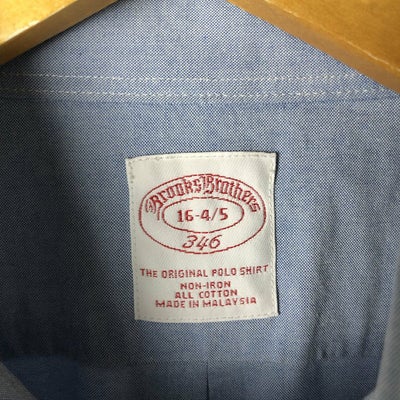 Brooks Brothers
16-4/5
346
THE ORIGINAL POLO SHIRT
NON-IRON
ALL COTTON
MADE IN MALAYSIA